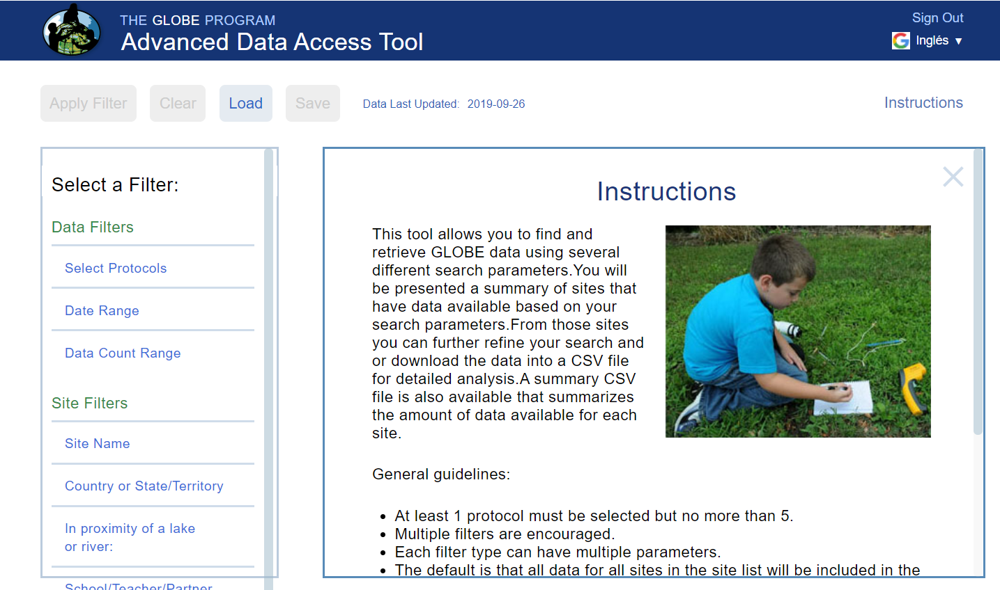 THE GLOBE PROGRAM
Advanced Data Access Tool
Sign Out
Inglés ▼
Apply Filter
Clear
Load
Save
Data Last Updated: 2019-09-26
Instructions
Select a Filter:
Data Filters
Select Protocols
Date Range
Data Count Range
Site Filters
Site Name
Country or State/Territory
In proximity of a lake
or river:
School/Teacher/Partner
Instructions
This tool allows you to find and
retrieve GLOBE data using several
different search parameters.You will
be presented a summary of sites that
have data available based on your
search parameters.From those sites
you can further refine your search and
or download the data into a CSV file
for detailed analysis.A summary CSV
file is also available that summarizes
the amount of data available for each
site.
General guidelines:
• At least 1 protocol must be selected but no more than 5.
• Multiple filters are encouraged.
• Each filter type can have multiple parameters.
• The default is that all data for all sites in the site list will be included in the